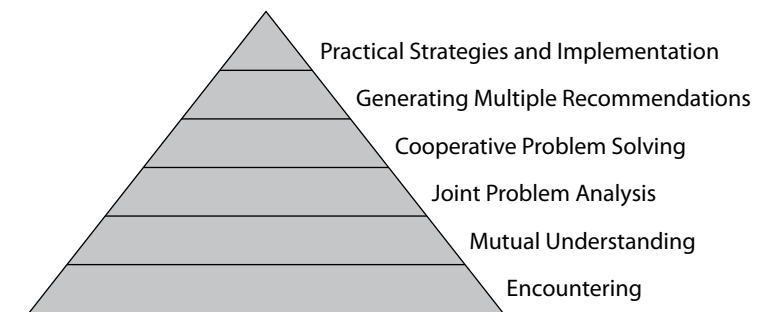 Practical Strategies and Implementation
Generating Multiple Recommendations
Cooperative Problem Solving
Joint Problem Analysis
Mutual Understanding
Encountering